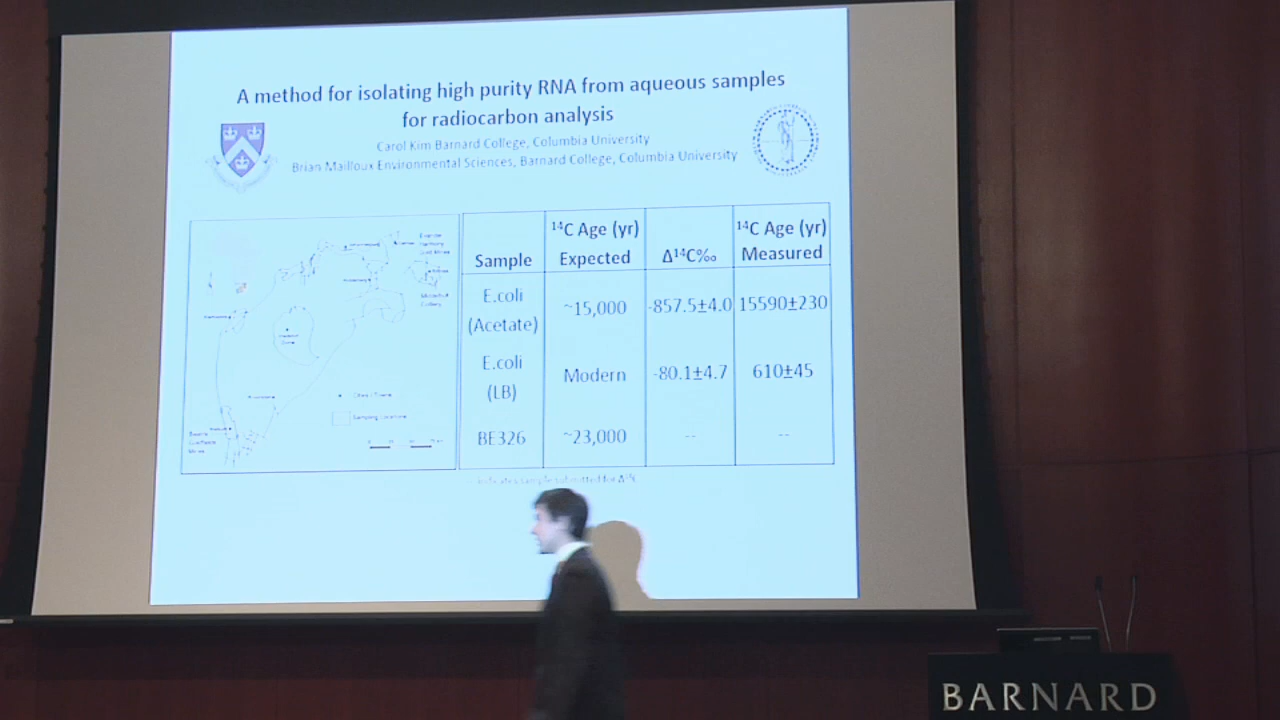 A method for isolating high purity RNA from aqueous samples
for radiocarbon analysis
Carol Kim Barnard College, Columbia University
Brian Mailloux Environmental Sciences, Barnard College, Columbia University
Sample
¹⁴C Age (yr)
Expected
Δ¹⁴C‰
¹⁴C Age (yr)
Measured
E.coli
(Acetate)
~15,000
-857.5±4.0
15590±230
E.coli
(LB)
Modern
-80.1±4.7
610±45
BE326
~23,000
--
--
Sampling Locations
BARNARD